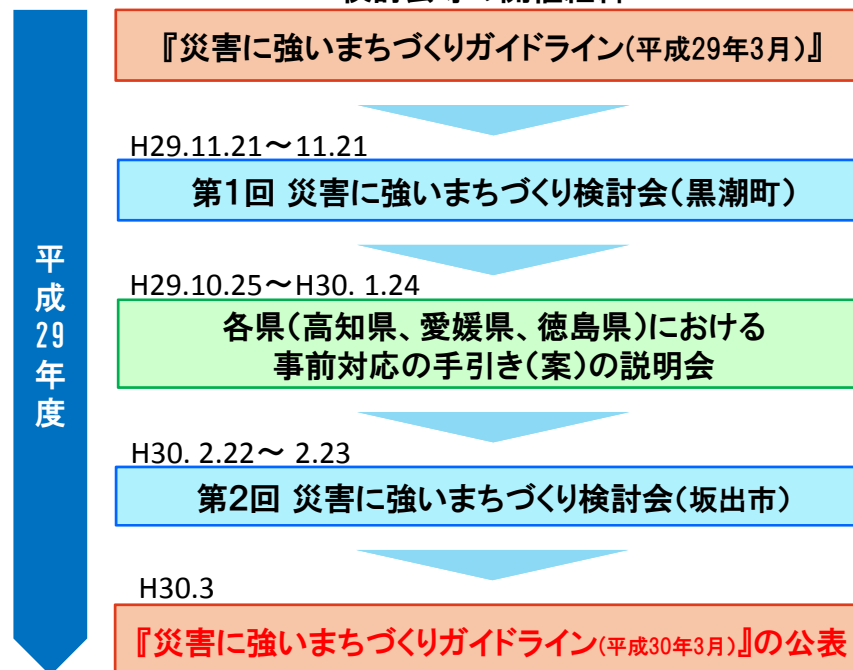 『災害に強いまちづくりガイドライン(平成29年3月)』
H29.11.21～11.21
第1回 災害に強いまちづくり検討会(黒潮町)
H29.10.25～H30. 1.24
各県(高知県、愛媛県、徳島県)における
事前対応の手引き(案)の説明会
H30. 2.22～ 2.23
第2回 災害に強いまちづくり検討会(坂出市)
H30.3
『災害に強いまちづくりガイドライン(平成30年3月)』の公表
平成29年度